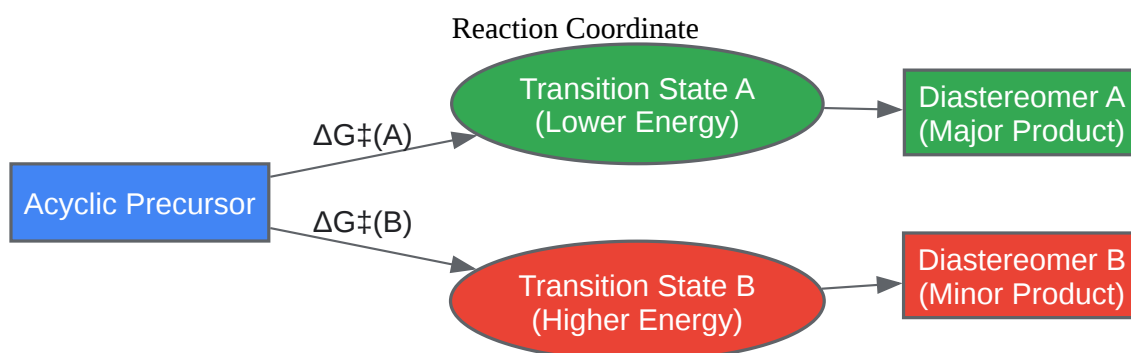 Reaction Coordinate
Acyclic Precursor
ΔG‡(A)
Transition State A
(Lower Energy)
Diastereomer A
(Major Product)
ΔG‡(B)
Transition State B
(Higher Energy)
Diastereomer B
(Minor Product)